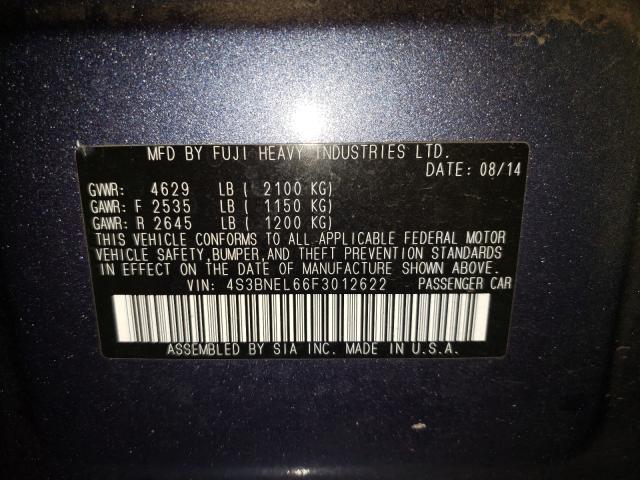 MFD BY FUJI HEAVY INDUSTRIES LTD.
DATE: 08/14
GVWR: 4629 LB ( 2100 KG)
GAWR: F 2535 LB ( 1150 KG)
GAWR: R 2645 LB ( 1200 KG)
THIS VEHICLE CONFORMS TO ALL APPLICABLE FEDERAL MOTOR
VEHICLE SAFETY,BUMPER,AND THEFT PREVENTION STANDARDS
IN EFFECT ON THE DATE OF MANUFACTURE SHOWN ABOVE.
VIN: 4S3BNEL66F3012622 PASSENGER CAR
ASSEMBLED BY SIA INC. MADE IN U.S.A.